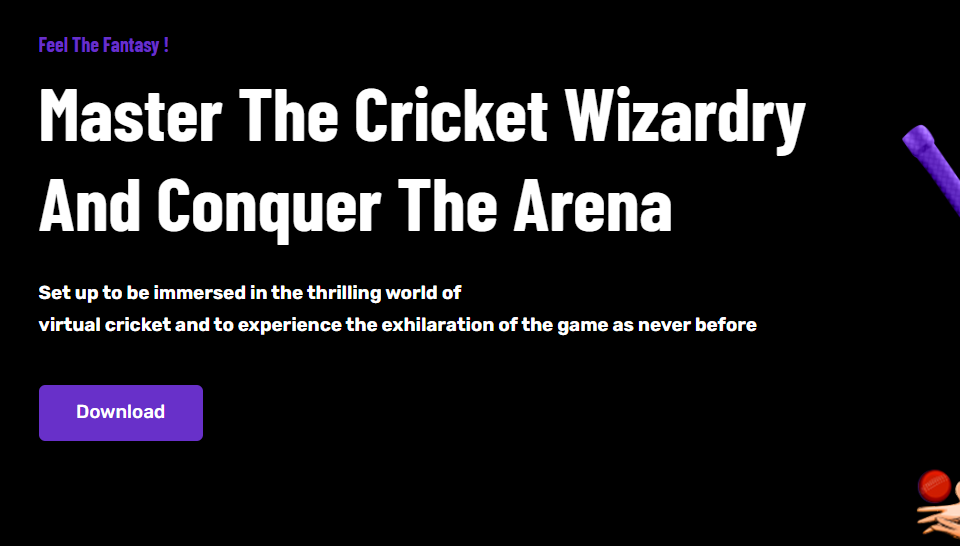 Feel The Fantasy !
Master The Cricket Wizardry
And Conquer The Arena
Set up to be immersed in the thrilling world of
virtual cricket and to experience the exhilaration of the game as never before
Download